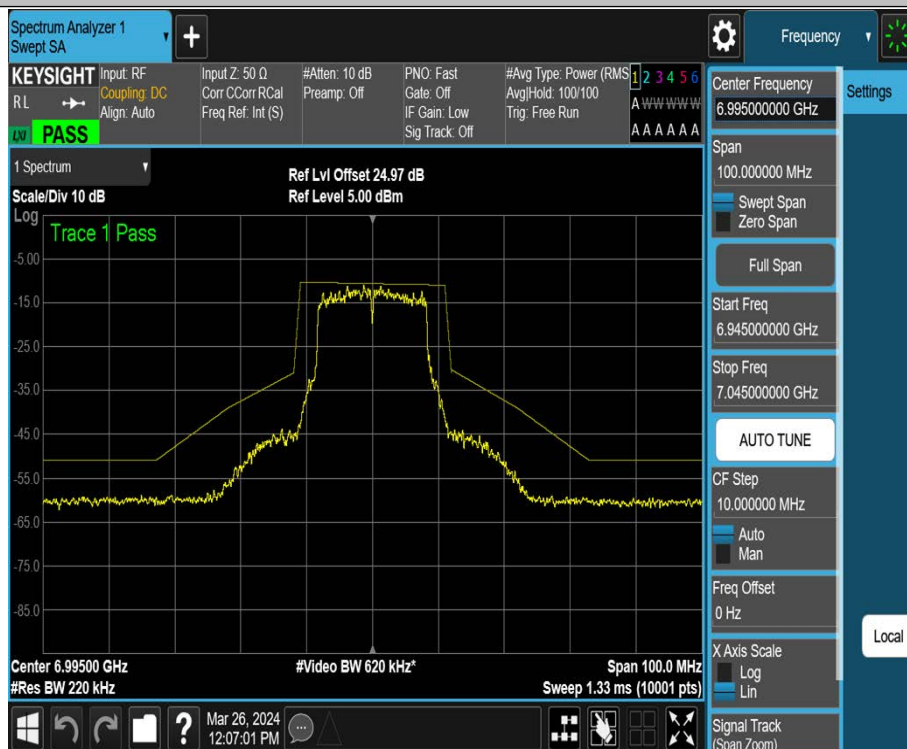 Spectrum Analyzer 1
Swept SA
+
Frequency
KEYSIGHT
RL
LXI
PASS
Input: RF
Coupling: DC
Align: Auto
Input Z: 50 Ω
Corr CCorr RCal
Freq Ref: Int (S)
#Atten: 10 dB
Preamp: Off
PNO: Fast
Gate: Off
IF Gain: Low
Sig Track: Off
#Avg Type: Power (RMS
Avg|Hold: 100/100
Trig: Free Run
1 2 3 4 5 6
A W W W W W
A A A A A A
1 Spectrum
Scale/Div 10 dB
Ref Lvl Offset 24.97 dB
Ref Level 5.00 dBm
Log
Trace 1 Pass
-5.00
-15.0
-25.0
-35.0
-45.0
-55.0
-65.0
-75.0
-85.0
Center 6.99500 GHz
#Res BW 220 kHz
#Video BW 620 kHz*
Span 100.0 MHz
Sweep 1.33 ms (10001 pts)
?
Mar 26, 2024
12:07:01 PM
Center Frequency
6.995000000 GHz
Span
100.000000 MHz
Swept Span
Zero Span
Full Span
Start Freq
6.945000000 GHz
Stop Freq
7.045000000 GHz
AUTO TUNE
CF Step
10.000000 MHz
Auto
Man
Freq Offset
0 Hz
X Axis Scale
Log
Lin
Signal Track
(Span Zoom)
Settings
Local